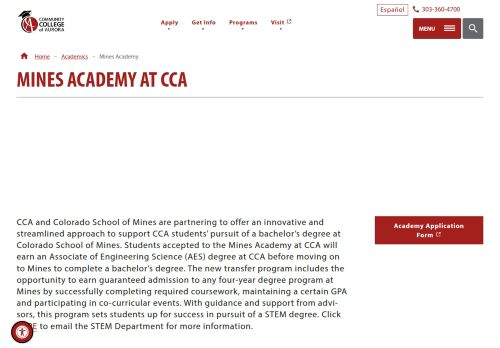 COMMUNITY
COLLEGE
of AURORA
Apply
Get Info
Programs
Visit
Español
303-360-4700
MENU
Home – Academics – Mines Academy
MINES ACADEMY AT CCA
CCA and Colorado School of Mines are partnering to offer an innovative and
streamlined approach to support CCA students' pursuit of a bachelor's degree at
Colorado School of Mines. Students accepted to the Mines Academy at CCA will
earn an Associate of Engineering Science (AES) degree at CCA before moving on
to Mines to complete a bachelor's degree. The new transfer program includes the
opportunity to earn guaranteed admission to any four-year degree program at
Mines by successfully completing required coursework, maintaining a certain GPA
and participating in co-curricular events. With guidance and support from advi-
sors, this program sets students up for success in pursuit of a STEM degree. Click
to email the STEM Department for more information.
Academy Application
Form